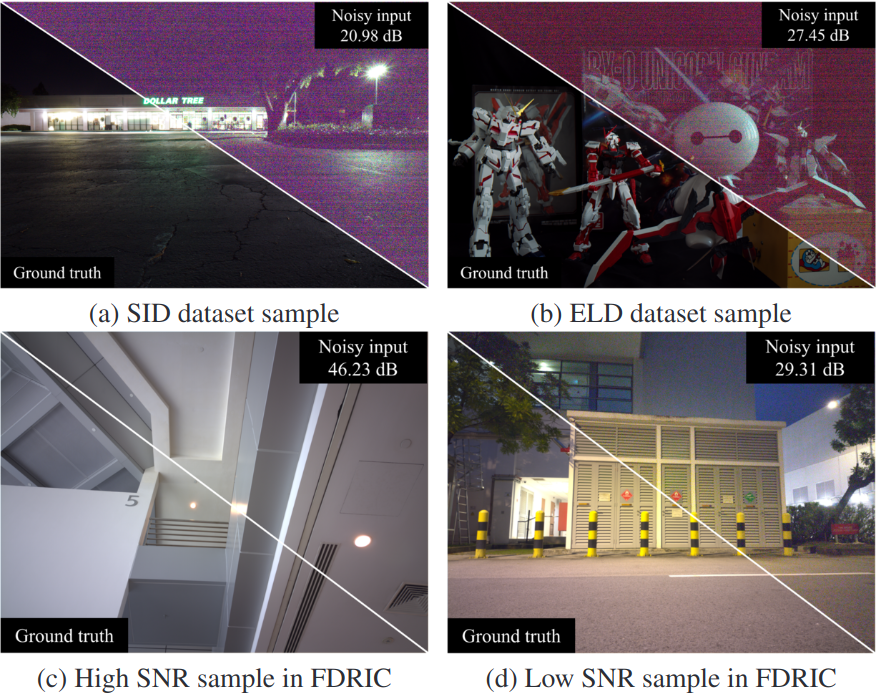 Noisy input
20.98 dB
DOLLAR TREE
Ground truth
(a) SID dataset sample
Noisy input
27.45 dB
RX-0 UNICORN GUNDAM
Ground truth
(b) ELD dataset sample
Noisy input
46.23 dB
5
Ground truth
(c) High SNR sample in FDRIC
Noisy input
29.31 dB
Ground truth
(d) Low SNR sample in FDRIC